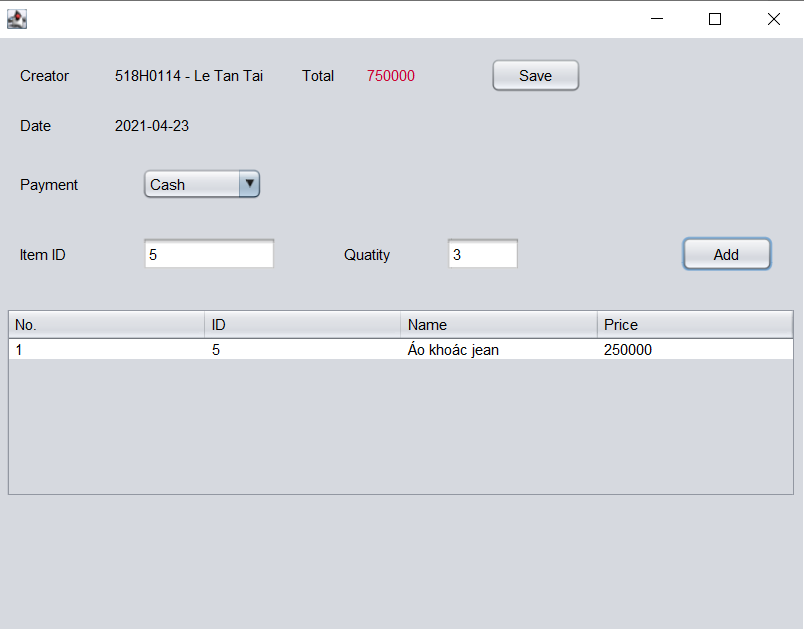 Creator 518H0114 - Le Tan Tai Total 750000 Save
Date 2021-04-23
Payment Cash
Item ID 5 Quatity 3 Add
No. ID Name Price
1 5 Áo khoác jean 250000